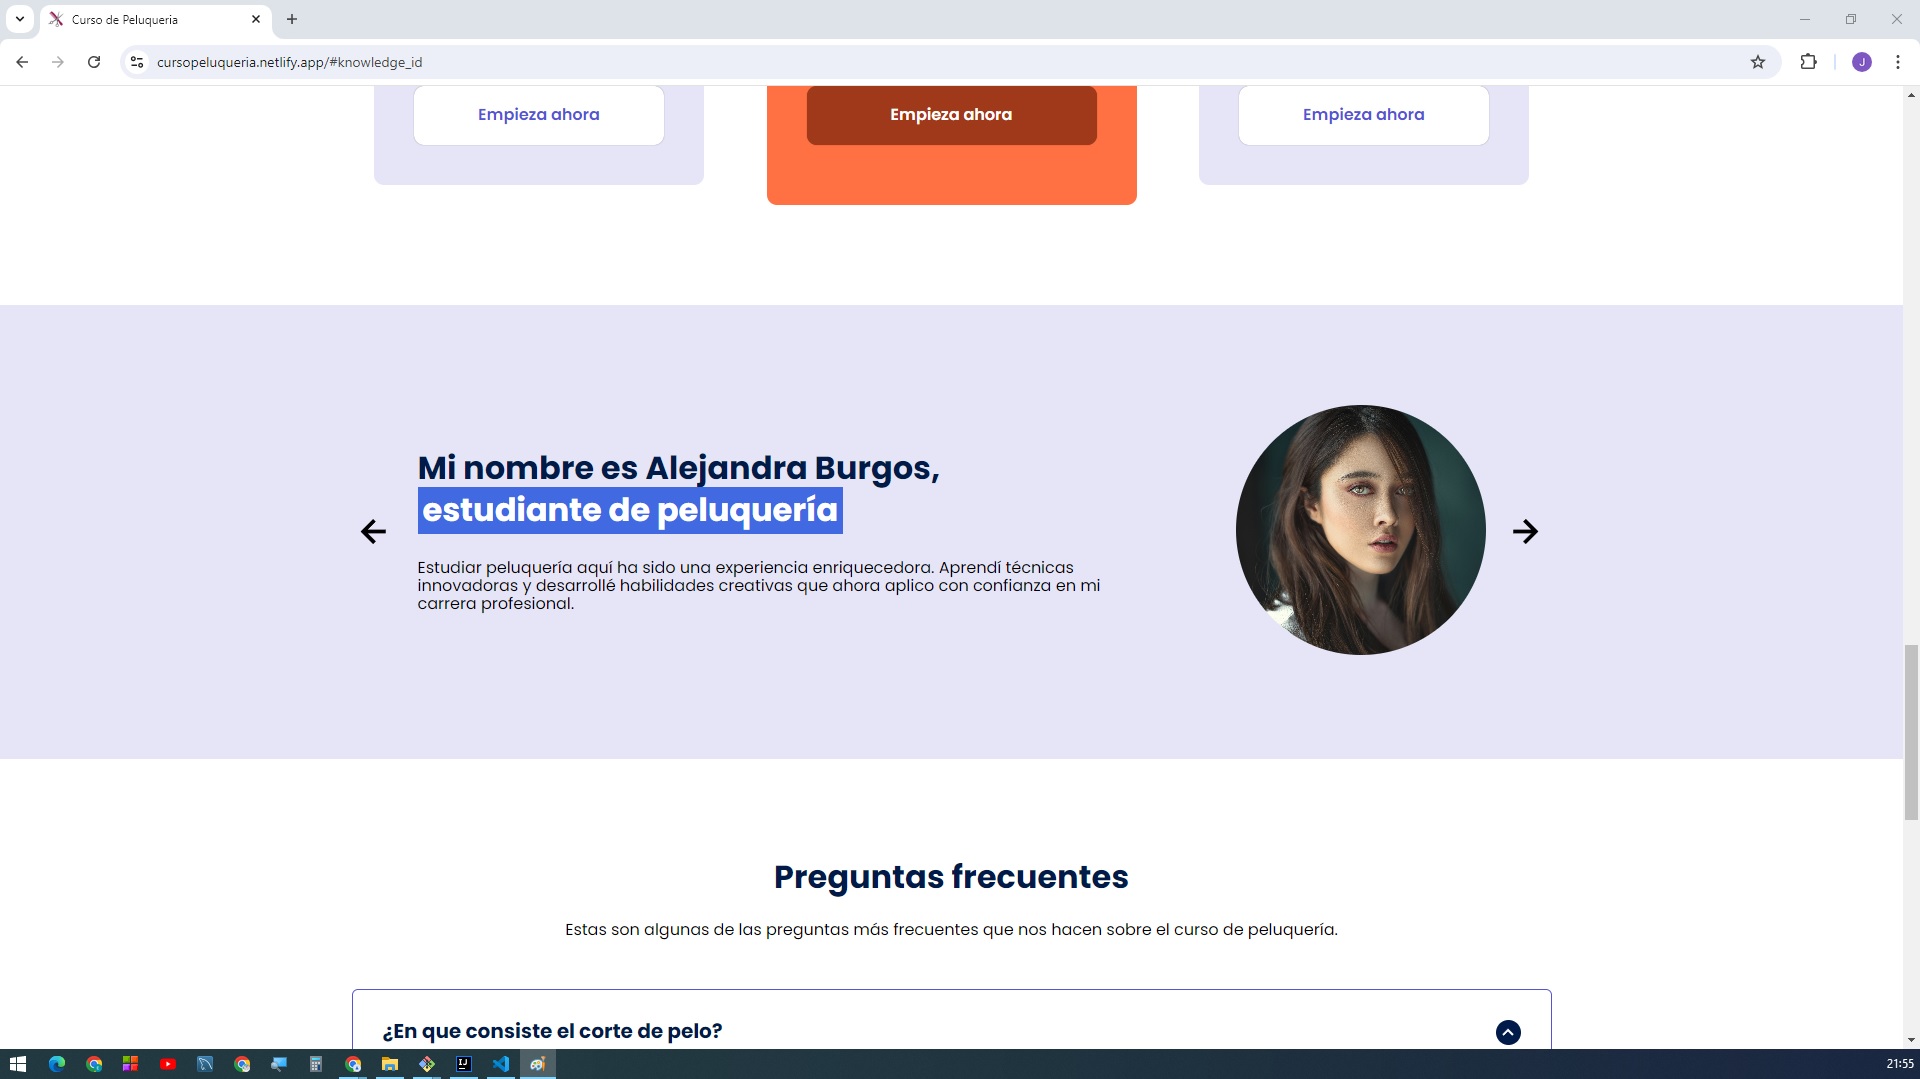 Curso de Peluqueria
cursopeluqueria.netlify.app/#knowledge_id
J
Empieza ahora
Empieza ahora
Empieza ahora
Mi nombre es Alejandra Burgos,
estudiante de peluquería
Estudiar peluquería aquí ha sido una experiencia enriquecedora. Aprendí técnicas
innovadoras y desarrollé habilidades creativas que ahora aplico con confianza en mi
carrera profesional.
Preguntas frecuentes
Estas son algunas de las preguntas más frecuentes que nos hacen sobre el curso de peluquería.
¿En que consiste el corte de pelo?
IJ
21:55